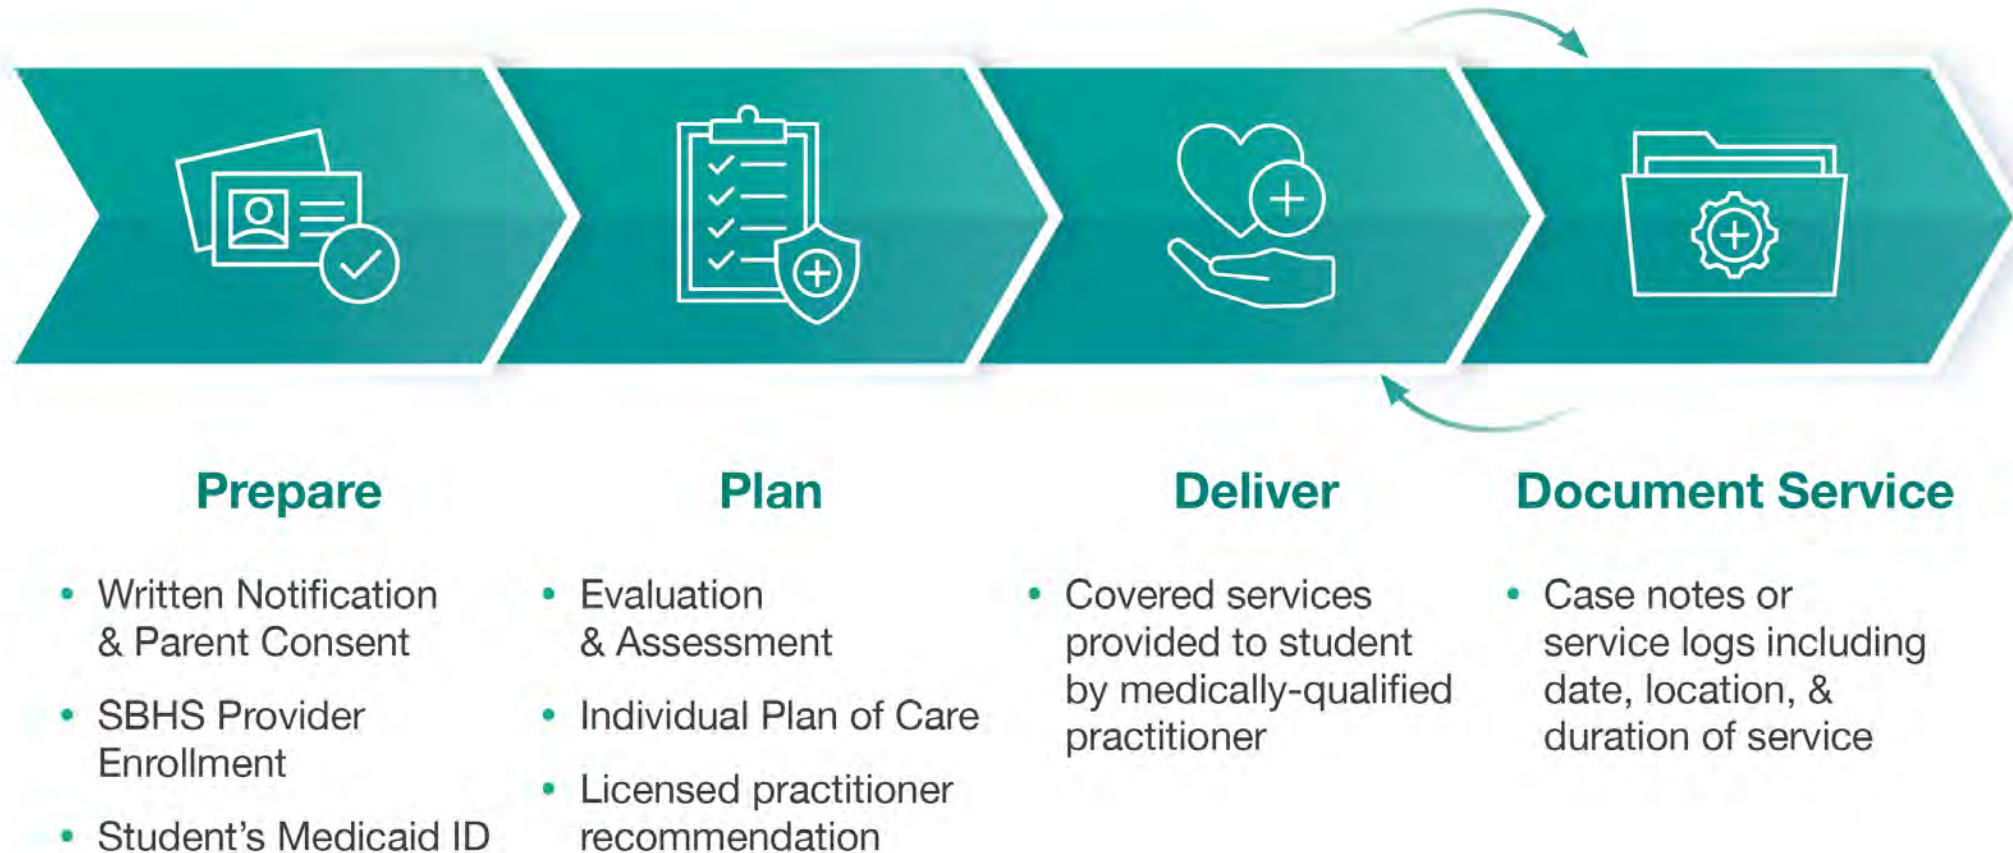 Prepare
• Written Notification
& Parent Consent
• SBHS Provider
Enrollment
• Student’s Medicaid ID
Plan
• Evaluation
& Assessment
• Individual Plan of Care
• Licensed practitioner
recommendation
Deliver
• Covered services
provided to student
by medically-qualified
practitioner
Document Service
• Case notes or
service logs including
date, location, &
duration of service